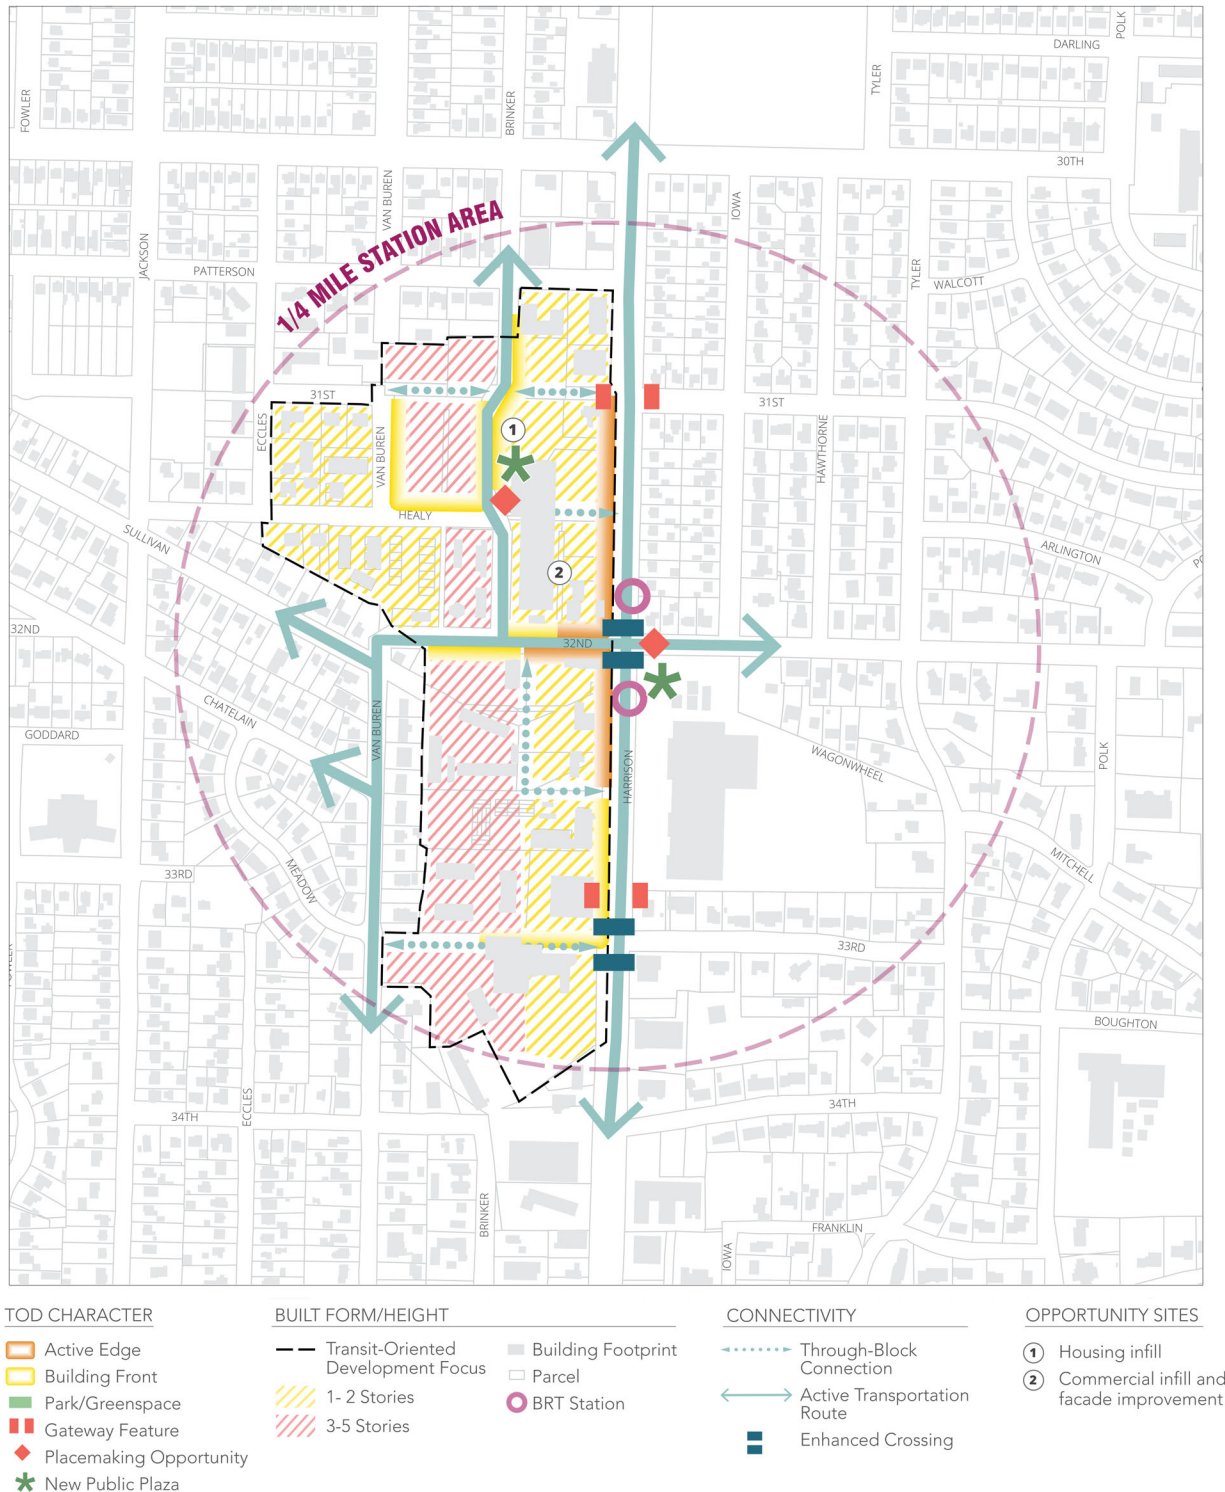 POLK
DARLING
TYLER
FOWLER
BRINKER
30TH
VAN BUREN
IOWA
1/4 MILE STATION AREA
JACKSON
PATTERSON
TYLER
WALCOTT
31ST
31ST
ECCLES
VAN BUREN
HAWTHORNE
1
HEALY
SULLIVAN
ARLINGTON
2
32ND
32ND
CHATELAIN
GODDARD
VAN BUREN
HARRISON
WAGONWHEEL
POLK
MEADOW
33RD
MITCHELL
33RD
BOUGHTON
ECCLES
34TH
34TH
BRINKER
IOWA
FRANKLIN
TOD CHARACTER
Active Edge
Building Front
Park/Greenspace
Gateway Feature
Placemaking Opportunity
New Public Plaza
BUILT FORM/HEIGHT
Transit-Oriented
Development Focus
1- 2 Stories
3-5 Stories
Building Footprint
Parcel
BRT Station
CONNECTIVITY
Through-Block
Connection
Active Transportation
Route
Enhanced Crossing
OPPORTUNITY SITES
1 Housing infill
2 Commercial infill and
facade improvement